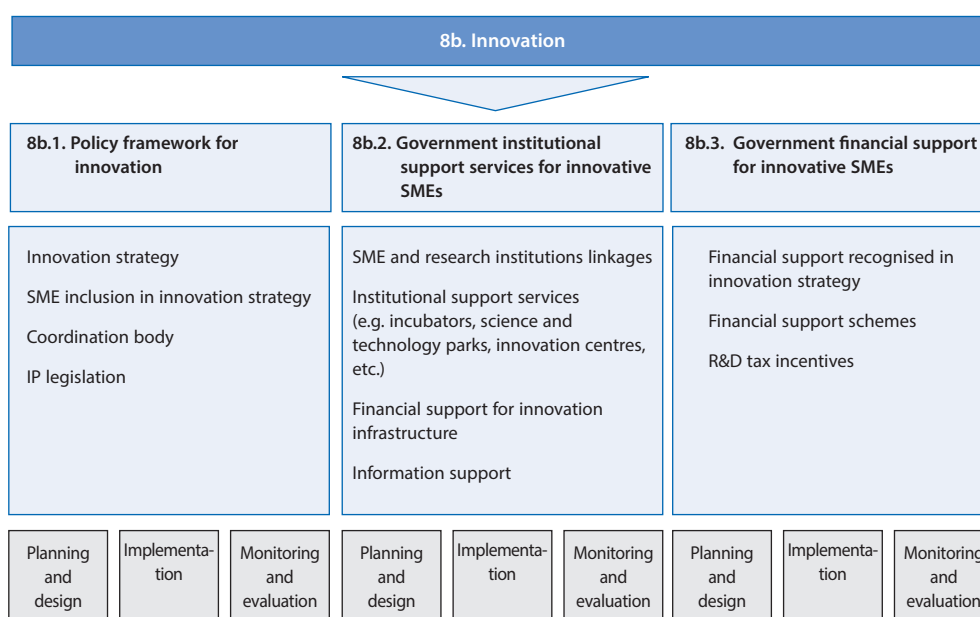 8b. Innovation
8b.1. Policy framework for
innovation
8b.2. Government institutional
support services for innovative
SMEs
8b.3. Government financial support
for innovative SMEs
Innovation strategy
SME inclusion in innovation strategy
Coordination body
IP legislation
SME and research institutions linkages
Institutional support services
(e.g. incubators, science and
technology parks, innovation centres,
etc.)
Financial support for innovation
infrastructure
Information support
Financial support recognised in
innovation strategy
Financial support schemes
R&D tax incentives
Planning
and
design
Implementa-
tion
Monitoring
and
evaluation
Planning
and
design
Implementa-
tion
Monitoring
and
evaluation
Planning
and
design
Implementa-
tion
Monitoring
and
evaluation